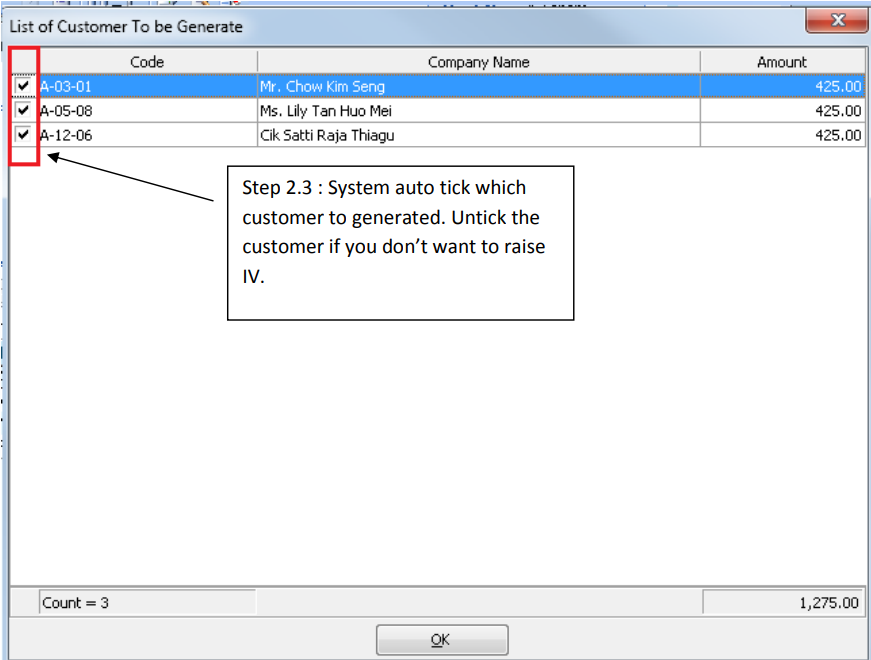 List of Customer To be Generate
Code Company Name Amount
A-03-01 Mr. Chow Kim Seng 425.00
A-05-08 Ms. Lily Tan Huo Mei 425.00
A-12-06 Cik Satti Raja Thiagu 425.00
Step 2.3 : System auto tick which
customer to generated. Untick the
customer if you don’t want to raise
IV.
Count = 3 1,275.00
OK